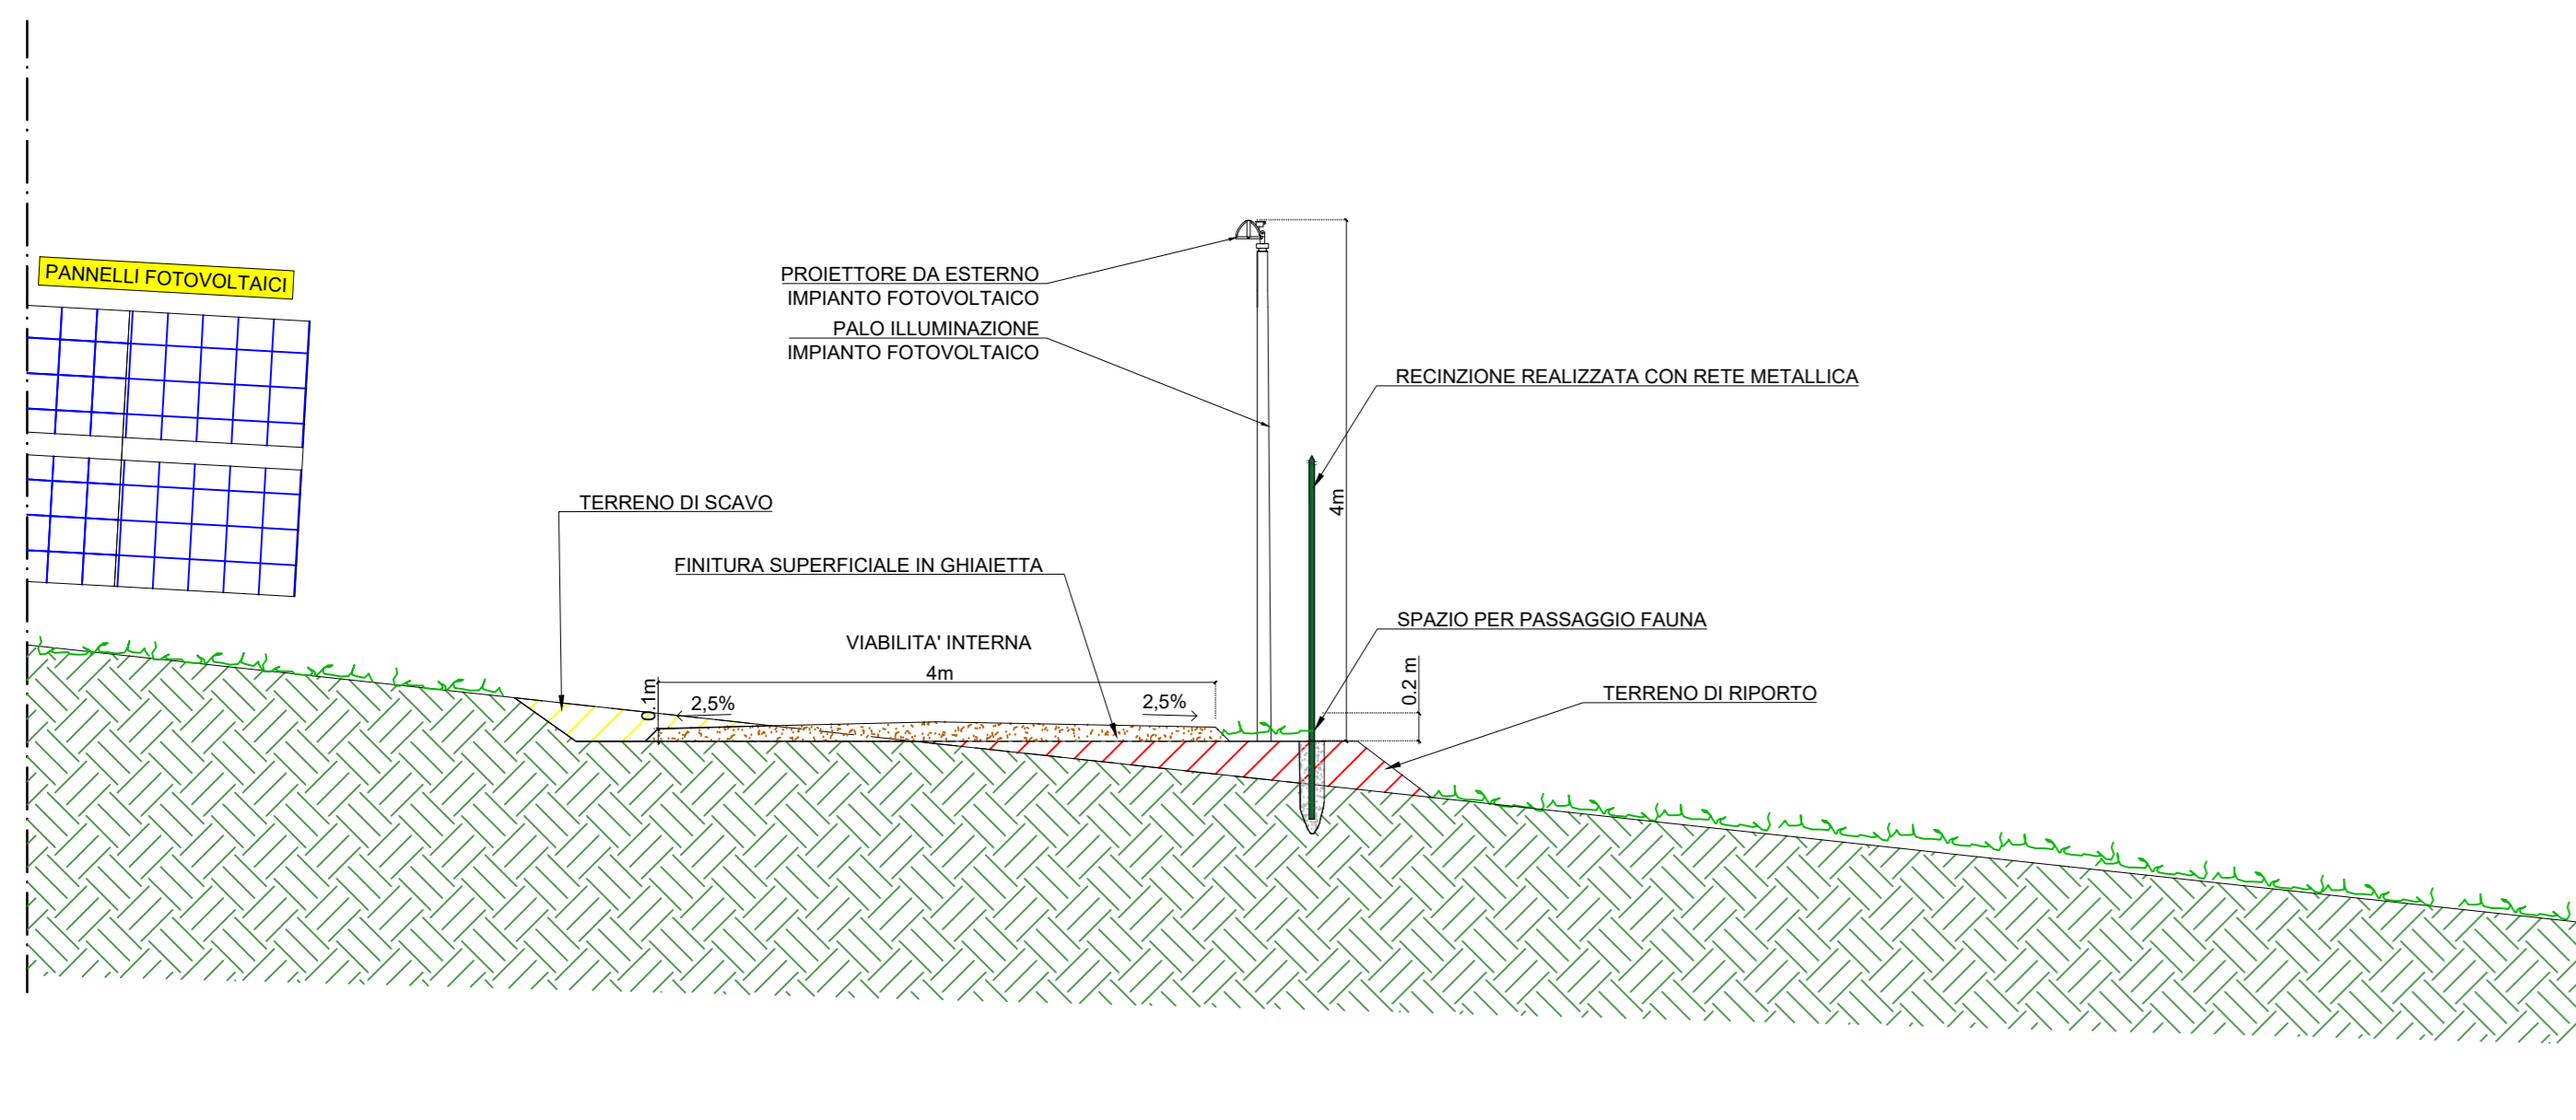 PANNELLI FOTOVOLTAICI
PROIETTORE DA ESTERNO
IMPIANTO FOTOVOLTAICO
PALO ILLUMINAZIONE
IMPIANTO FOTOVOLTAICO
RECINZIONE REALIZZATA CON RETE METALLICA
4m
TERRENO DI SCAVO
FINITURA SUPERFICIALE IN GHIAIETTA
SPAZIO PER PASSAGGIO FAUNA
VIABILITA' INTERNA
4m
0.1m
2,5%
2,5%
0.2 m
TERRENO DI RIPORTO